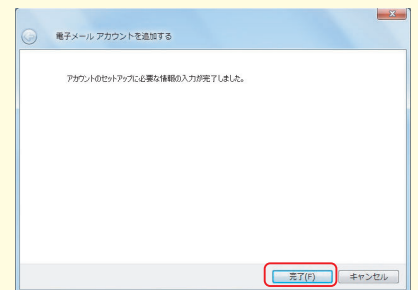 電子メール アカウントを追加する
アカウントのセットアップに必要な情報の入力が完了しました。
完了(F)
キャンセル